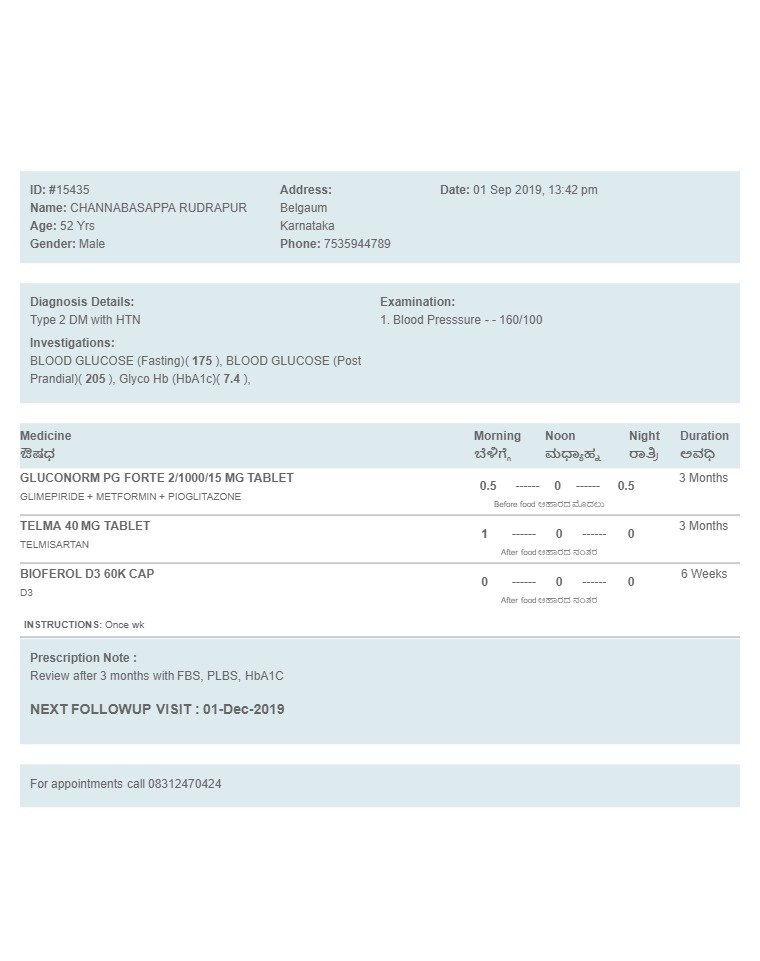 ID: #15435
Name: CHANNABASAPPA RUDRAPUR
Age: 52 Yrs
Gender: Male
Address:
Belgaum
Karnataka
Phone: 7535944789
Date: 01 Sep 2019, 13:42 pm
Diagnosis Details:
Type 2 DM with HTN
Investigations:
BLOOD GLUCOSE (Fasting)( 175 ), BLOOD GLUCOSE (Post
Prandial)( 205 ), Glyco Hb (HbA1c)( 7.4 ),
Examination:
1. Blood Presssure - - 160/100
Medicine Morning Noon Night Duration
ಔಷಧ ಬೆಳಿಗ್ಗೆ ಮಧ್ಯಾಹ್ನ ರಾತ್ರಿ ಅವಧಿ
GLUCONORM PG FORTE 2/1000/15 MG TABLET 3 Months
0.5 ------ 0 ------ 0.5
GLIMEPIRIDE + METFORMIN + PIOGLITAZONE
Before food ಆಹಾರದ ಮೊದಲು
TELMA 40 MG TABLET 3 Months
1 ------ 0 ------ 0
TELMISARTAN
After food ಆಹಾರದ ನಂತರ
BIOFEROL D3 60K CAP 6 Weeks
0 ------ 0 ------ 0
D3
After food ಆಹಾರದ ನಂತರ
INSTRUCTIONS: Once wk
Prescription Note :
Review after 3 months with FBS, PLBS, HbA1C
NEXT FOLLOWUP VISIT : 01-Dec-2019
For appointments call 08312470424